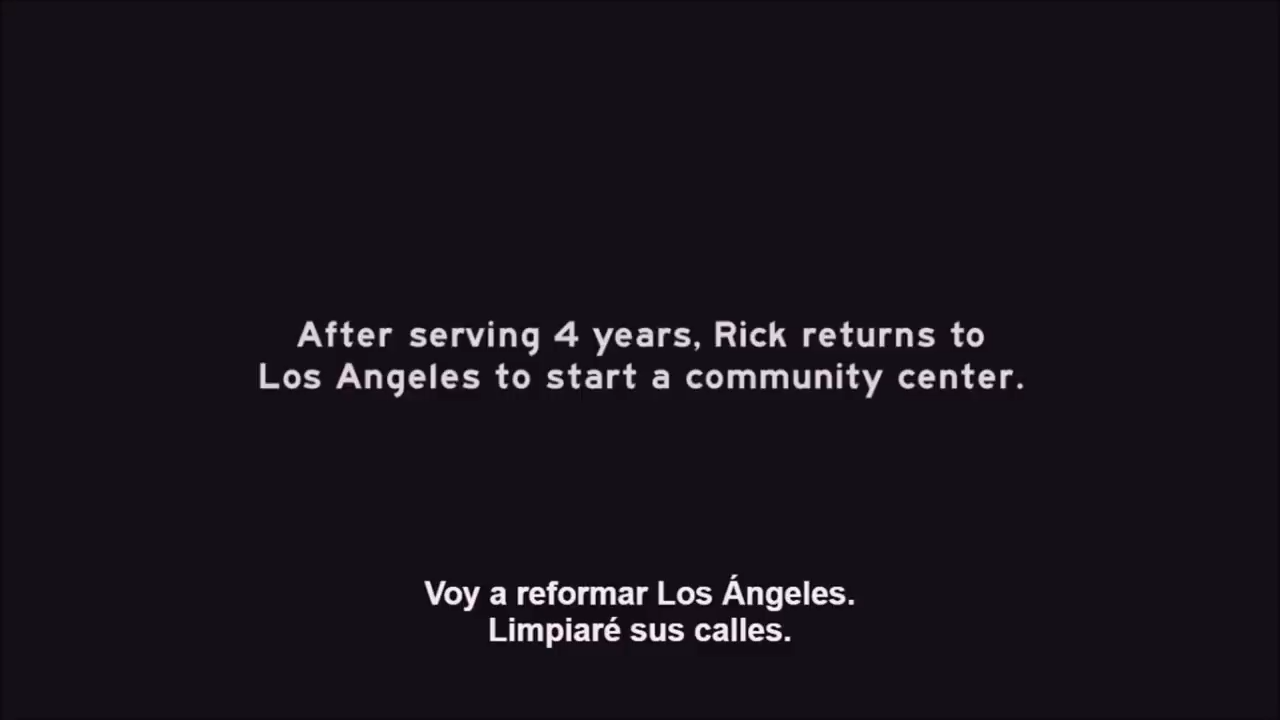 After serving 4 years, Rick returns to
Los Angeles to start a community center.
Voy a reformar Los Ángeles.
Limpiaré sus calles.